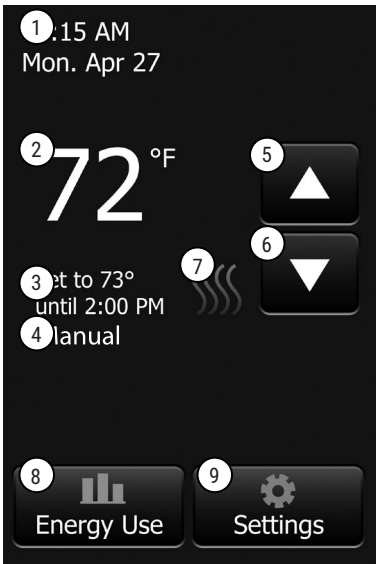 1 :15 AM
Mon. Apr 27
2 72 °F
5
6
3 et to 73°
7
until 2:00 PM
4 Manual
8
9
Energy Use
Settings